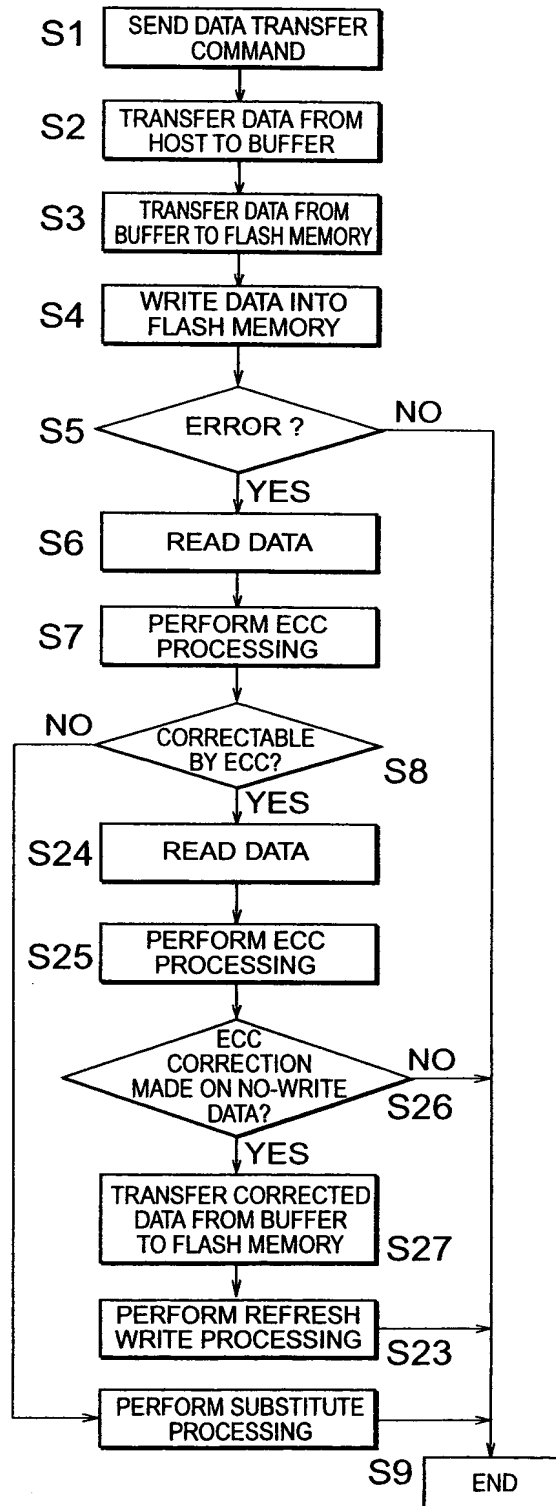 S1
SEND DATA TRANSFER
COMMAND
S2
TRANSFER DATA FROM
HOST TO BUFFER
S3
TRANSFER DATA FROM
BUFFER TO FLASH MEMORY
S4
WRITE DATA INTO
FLASH MEMORY
S5
ERROR ?
NO
YES
S6
READ DATA
S7
PERFORM ECC
PROCESSING
NO
CORRECTABLE
BY ECC?
S8
YES
S24
READ DATA
S25
PERFORM ECC
PROCESSING
ECC
CORRECTION
MADE ON NO-WRITE
DATA?
NO
S26
YES
TRANSFER CORRECTED
DATA FROM BUFFER
TO FLASH MEMORY
S27
PERFORM REFRESH
WRITE PROCESSING
S23
PERFORM SUBSTITUTE
PROCESSING
S9
END